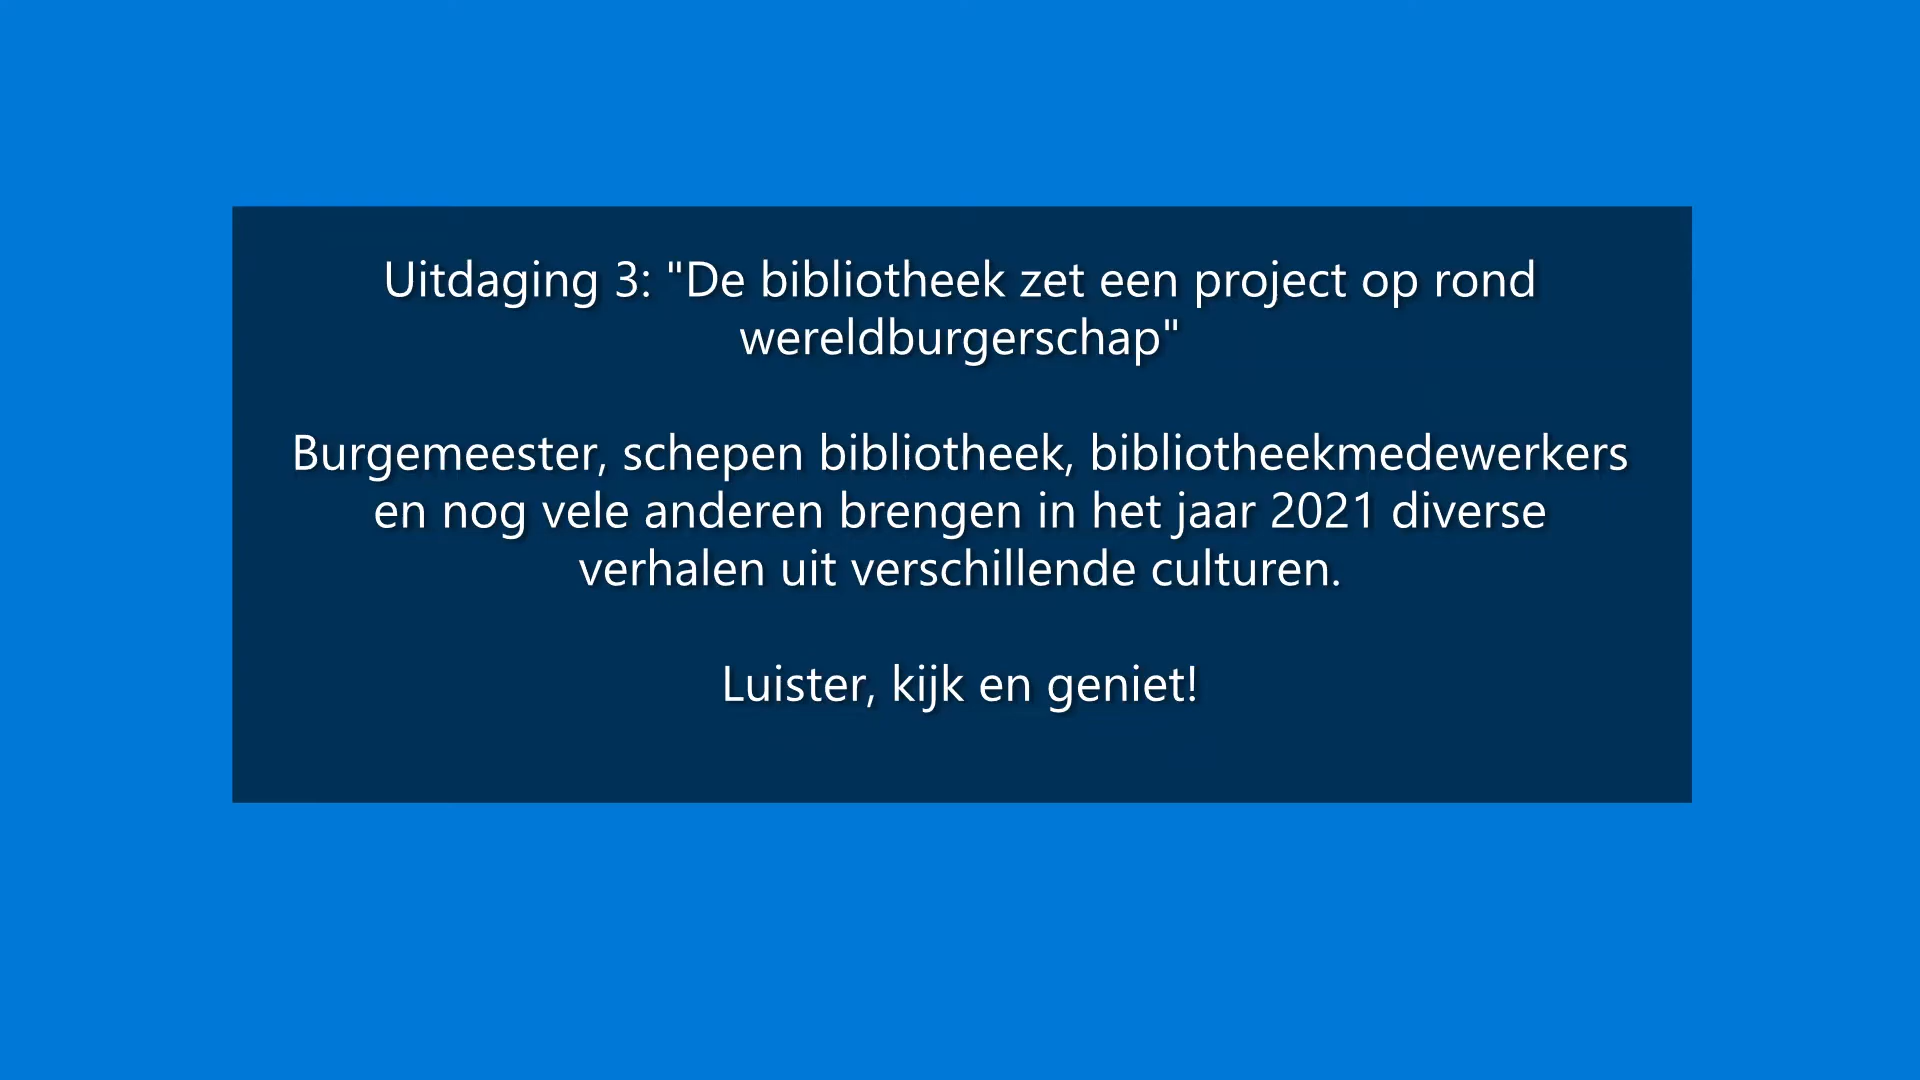 Uitdaging 3: "De bibliotheek zet een project op rond
wereldburgerschap"
Burgemeester, schepen bibliotheek, bibliotheekmedewerkers
en nog vele anderen brengen in het jaar 2021 diverse
verhalen uit verschillende culturen.
Luister, kijk en geniet!